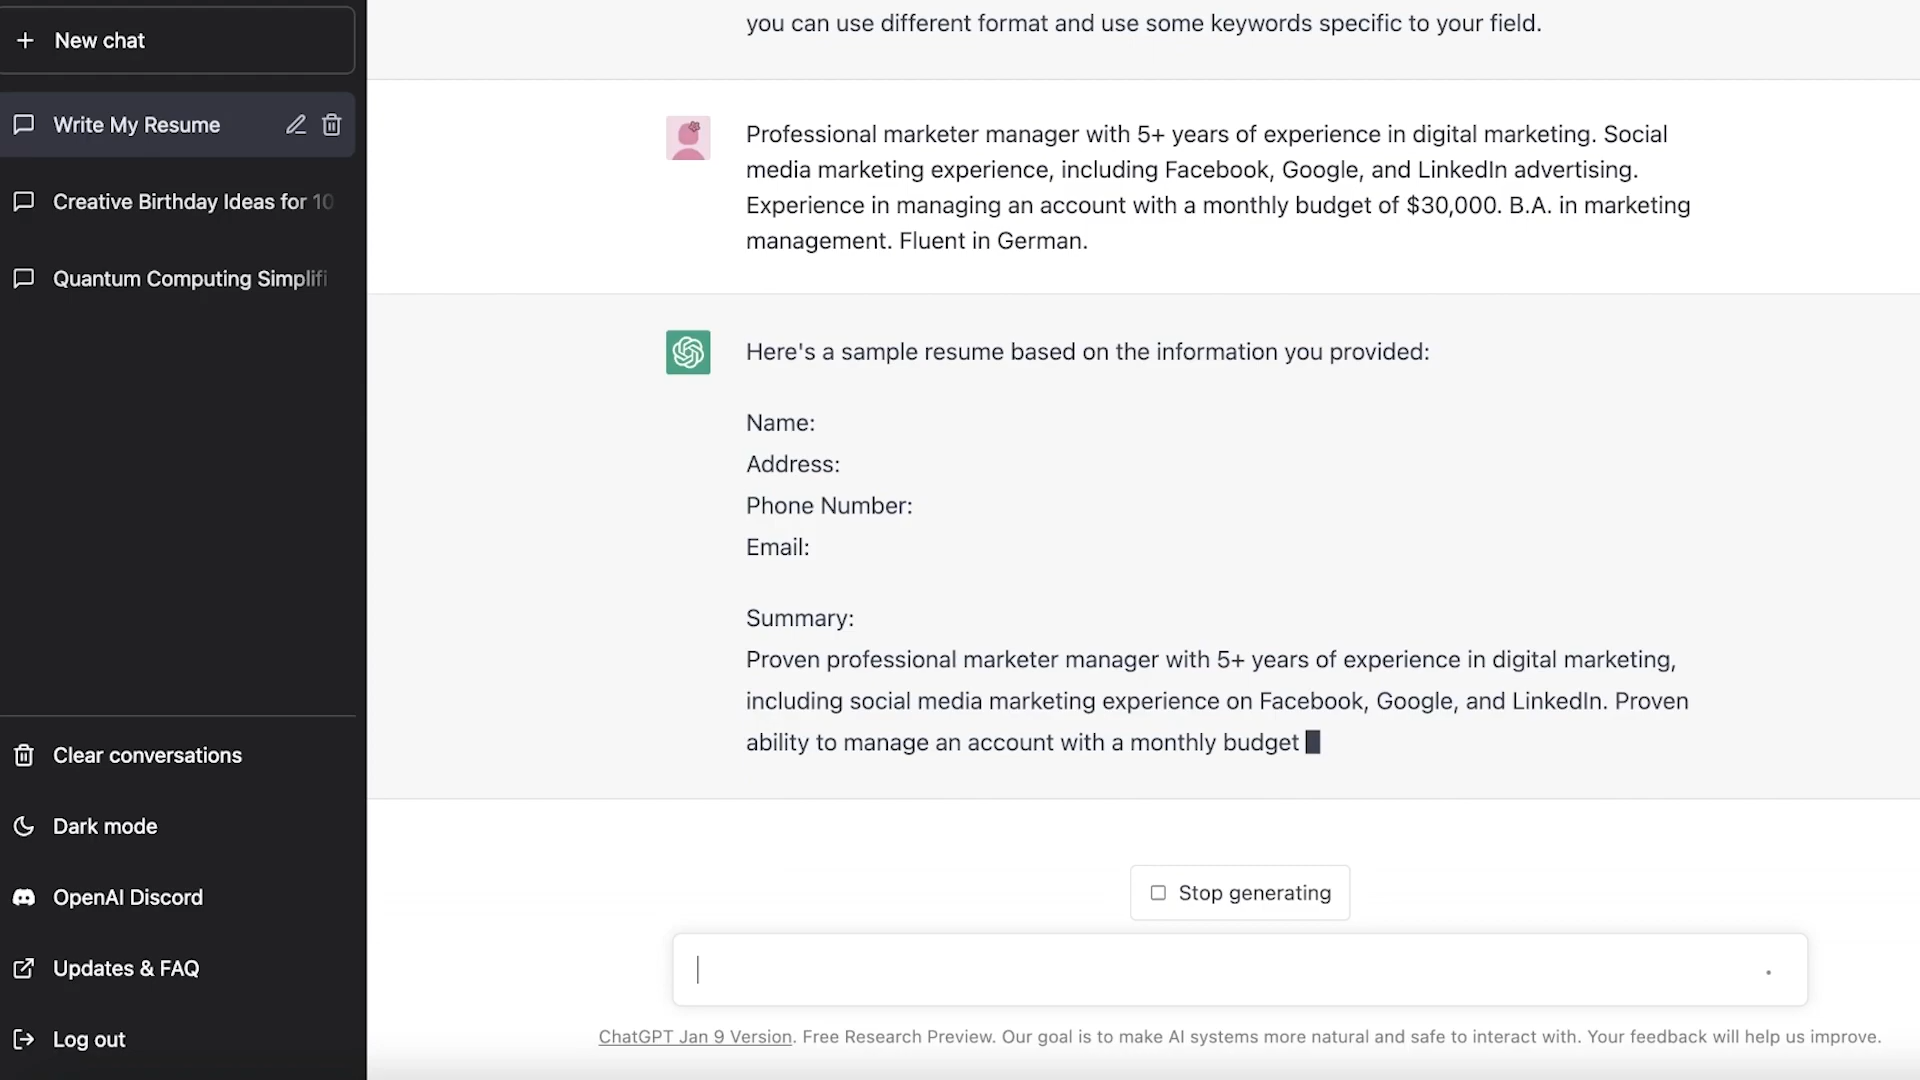 New chat
Write My Resume
Creative Birthday Ideas for 10
Quantum Computing Simplifi
Clear conversations
Dark mode
OpenAI Discord
Updates & FAQ
Log out
you can use different format and use some keywords specific to your field.
Professional marketer manager with 5+ years of experience in digital marketing. Social
media marketing experience, including Facebook, Google, and LinkedIn advertising.
Experience in managing an account with a monthly budget of $30,000. B.A. in marketing
management. Fluent in German.
Here's a sample resume based on the information you provided:
Name:
Address:
Phone Number:
Email:
Summary:
Proven professional marketer manager with 5+ years of experience in digital marketing,
including social media marketing experience on Facebook, Google, and LinkedIn. Proven
ability to manage an account with a monthly budget
Stop generating
ChatGPT Jan 9 Version. Free Research Preview. Our goal is to make AI systems more natural and safe to interact with. Your feedback will help us improve.